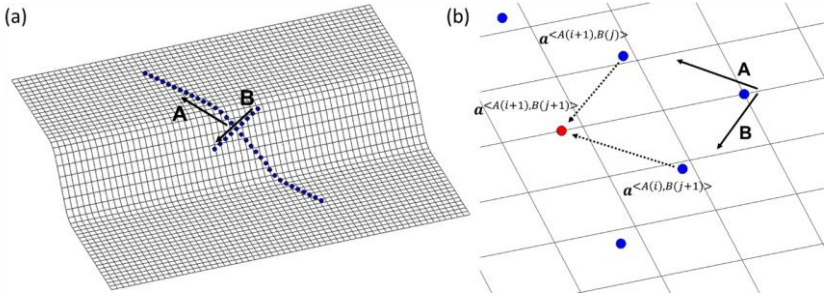 (a)
A
B
(b)
a^{<A(i+1),B(j)>}
A
a^{<A(i+1),B(j+1)>}
B
a^{<A(i),B(j+1)>}